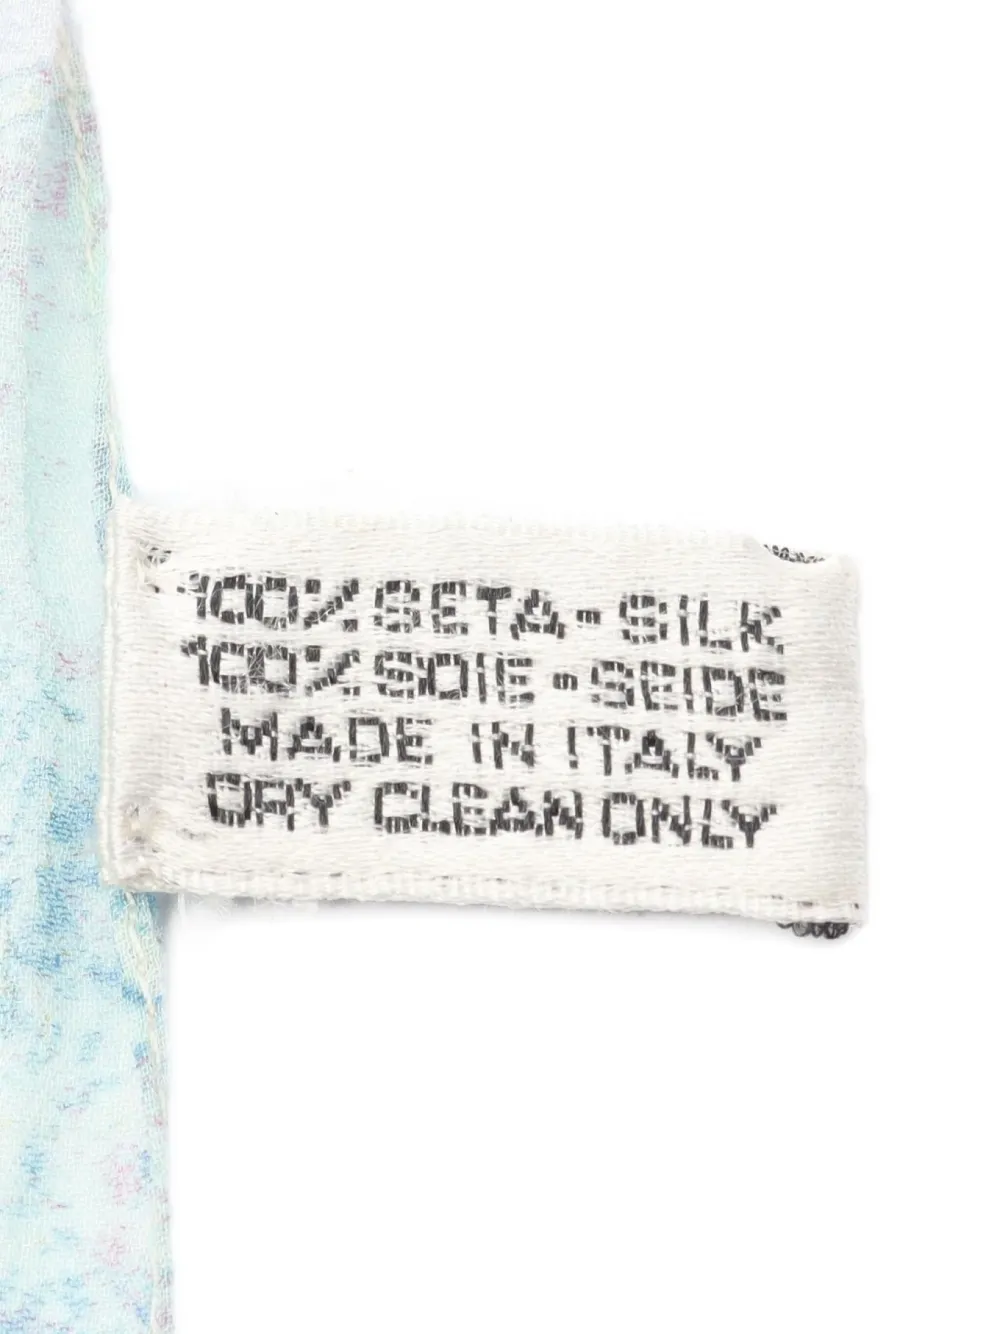 100% SETA - SILK
100% SOIE - SEIDE
MADE IN ITALY
DRY CLEAN ONLY